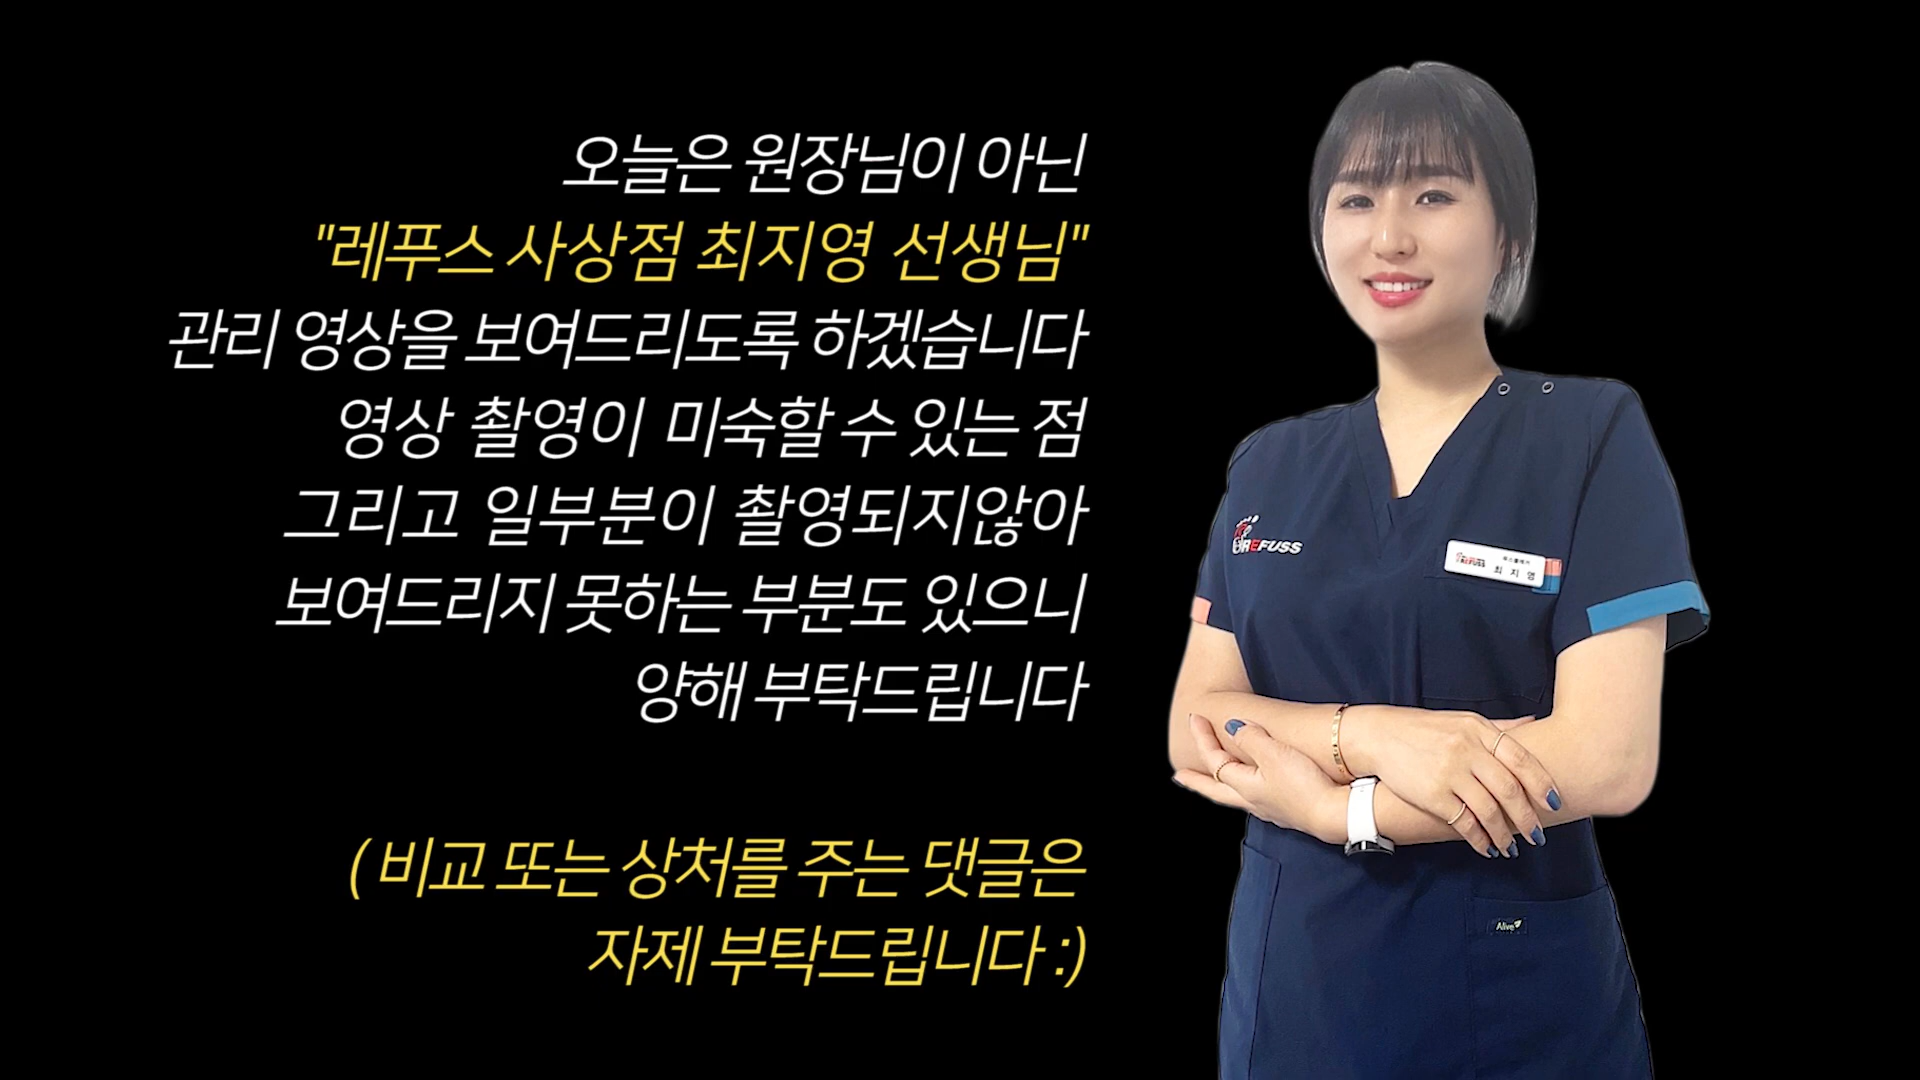 오늘은 원장님이 아닌
"레푸스 사상점 최지영 선생님"
관리 영상을 보여드리도록 하겠습니다
영상 촬영이 미숙할 수 있는 점
그리고 일부분이 촬영되지않아
보여드리지 못하는 부분도 있으니
양해 부탁드립니다
( 비교 또는 상처를 주는 댓글은
자제 부탁드립니다 :)
REFUSS
REFUSS
최 지 영
Alive